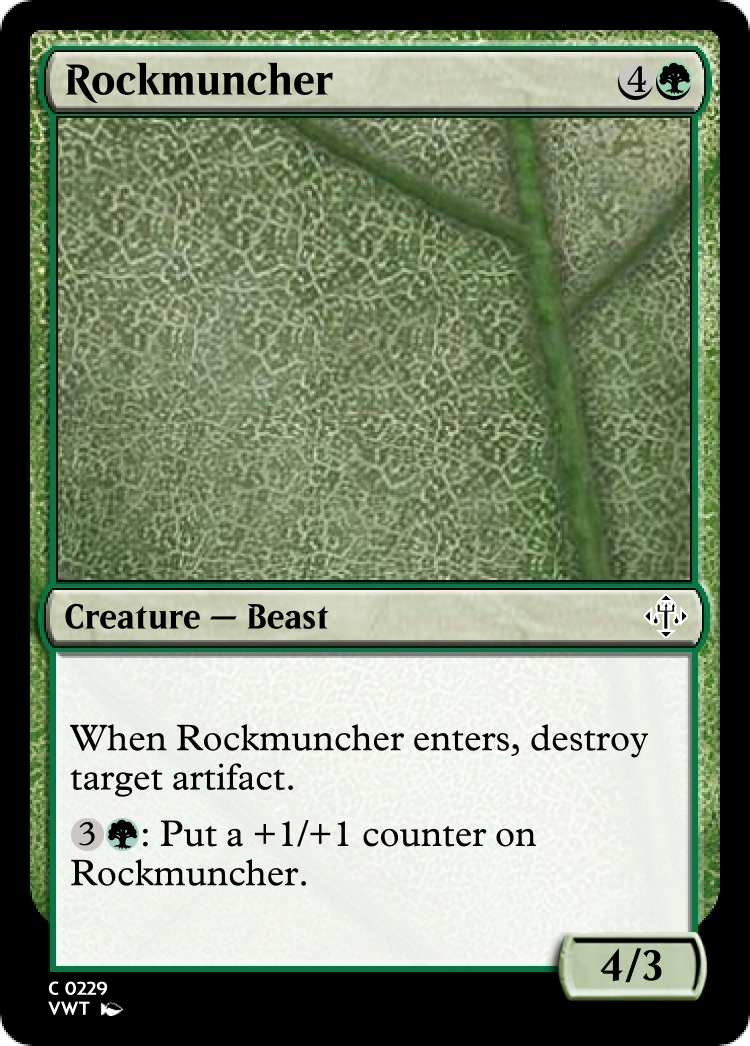 Rockmuncher 4
Creature — Beast
When Rockmuncher enters, destroy
target artifact.
3: Put a +1/+1 counter on
Rockmuncher.
4/3
C 0229
VWT